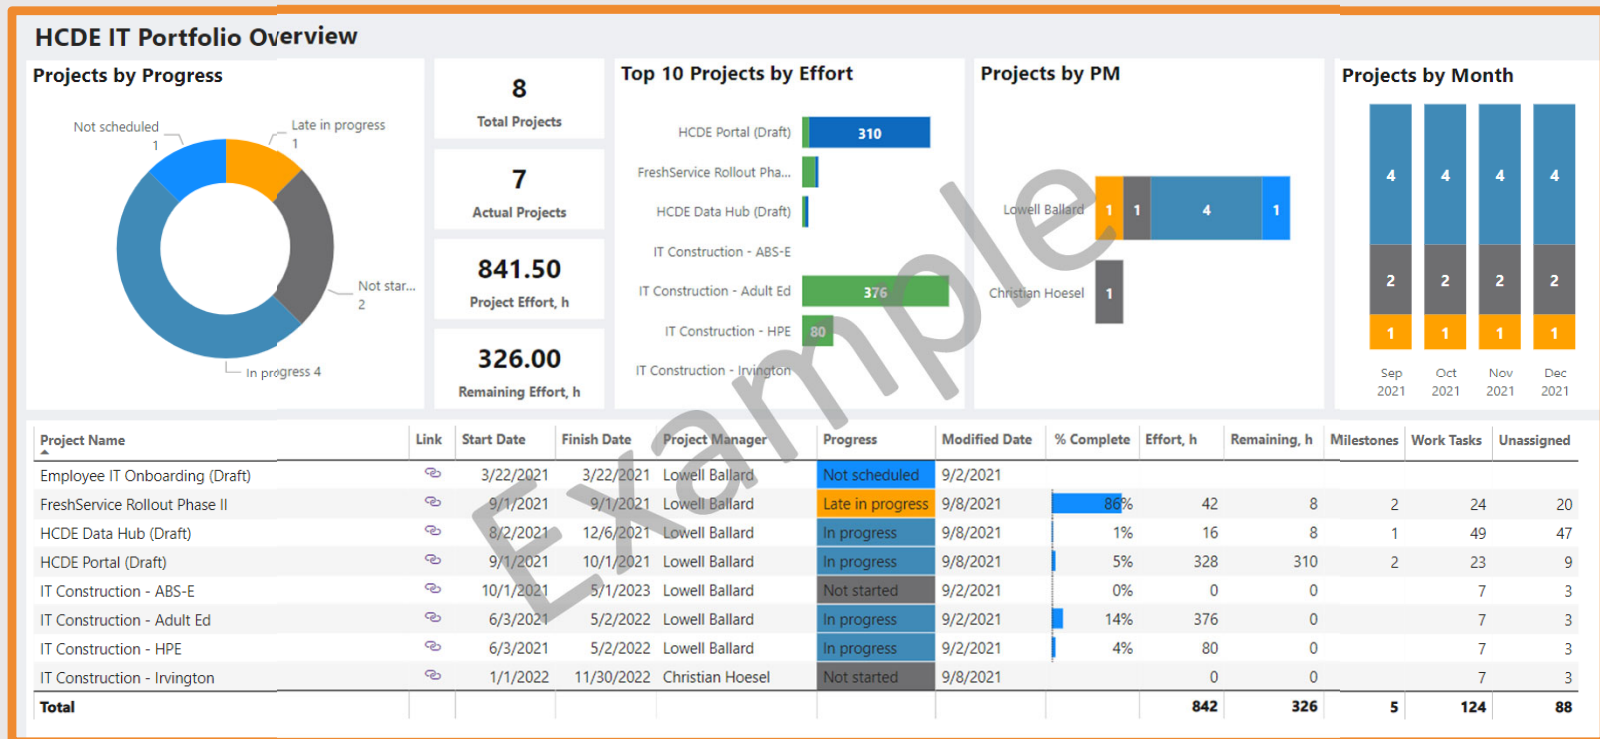 HCDE IT Portfolio Overview
Projects by Progress
Not scheduled
1
Late in progress
1
Not star...
2
In progress 4
8
Total Projects
7
Actual Projects
841.50
Project Effort, h
326.00
Remaining Effort, h
Top 10 Projects by Effort
HCDE Portal (Draft) 310
FreshService Rollout Pha...
HCDE Data Hub (Draft)
IT Construction - ABS-E
IT Construction - Adult Ed 376
IT Construction - HPE 80
IT Construction - Irvington
Projects by PM
Lowell Ballard 1 1 4 1
Christian Hoesel 1
Projects by Month
4 4 4 4
2 2 2 2
1 1 1 1
Sep Oct Nov Dec
2021 2021 2021 2021
Example
Project Name Link Start Date Finish Date Project Manager Progress Modified Date % Complete Effort, h Remaining, h Milestones Work Tasks Unassigned
Employee IT Onboarding (Draft) 3/22/2021 3/22/2021 Lowell Ballard Not scheduled 9/2/2021
FreshService Rollout Phase II 9/1/2021 9/1/2021 Lowell Ballard Late in progress 9/8/2021 86% 42 8 2 24 20
HCDE Data Hub (Draft) 8/2/2021 12/6/2021 Lowell Ballard In progress 9/8/2021 1% 16 8 1 49 47
HCDE Portal (Draft) 9/1/2021 10/1/2021 Lowell Ballard In progress 9/8/2021 5% 328 310 2 23 9
IT Construction - ABS-E 10/1/2021 5/1/2023 Lowell Ballard Not started 9/2/2021 0% 0 0 7 3
IT Construction - Adult Ed 6/3/2021 5/2/2022 Lowell Ballard In progress 9/2/2021 14% 376 0 7 3
IT Construction - HPE 6/3/2021 5/2/2022 Lowell Ballard In progress 9/2/2021 4% 80 0 7 3
IT Construction - Irvington 1/1/2022 11/30/2022 Christian Hoesel Not started 9/8/2021 0 0 7 3
Total 842 326 5 124 88